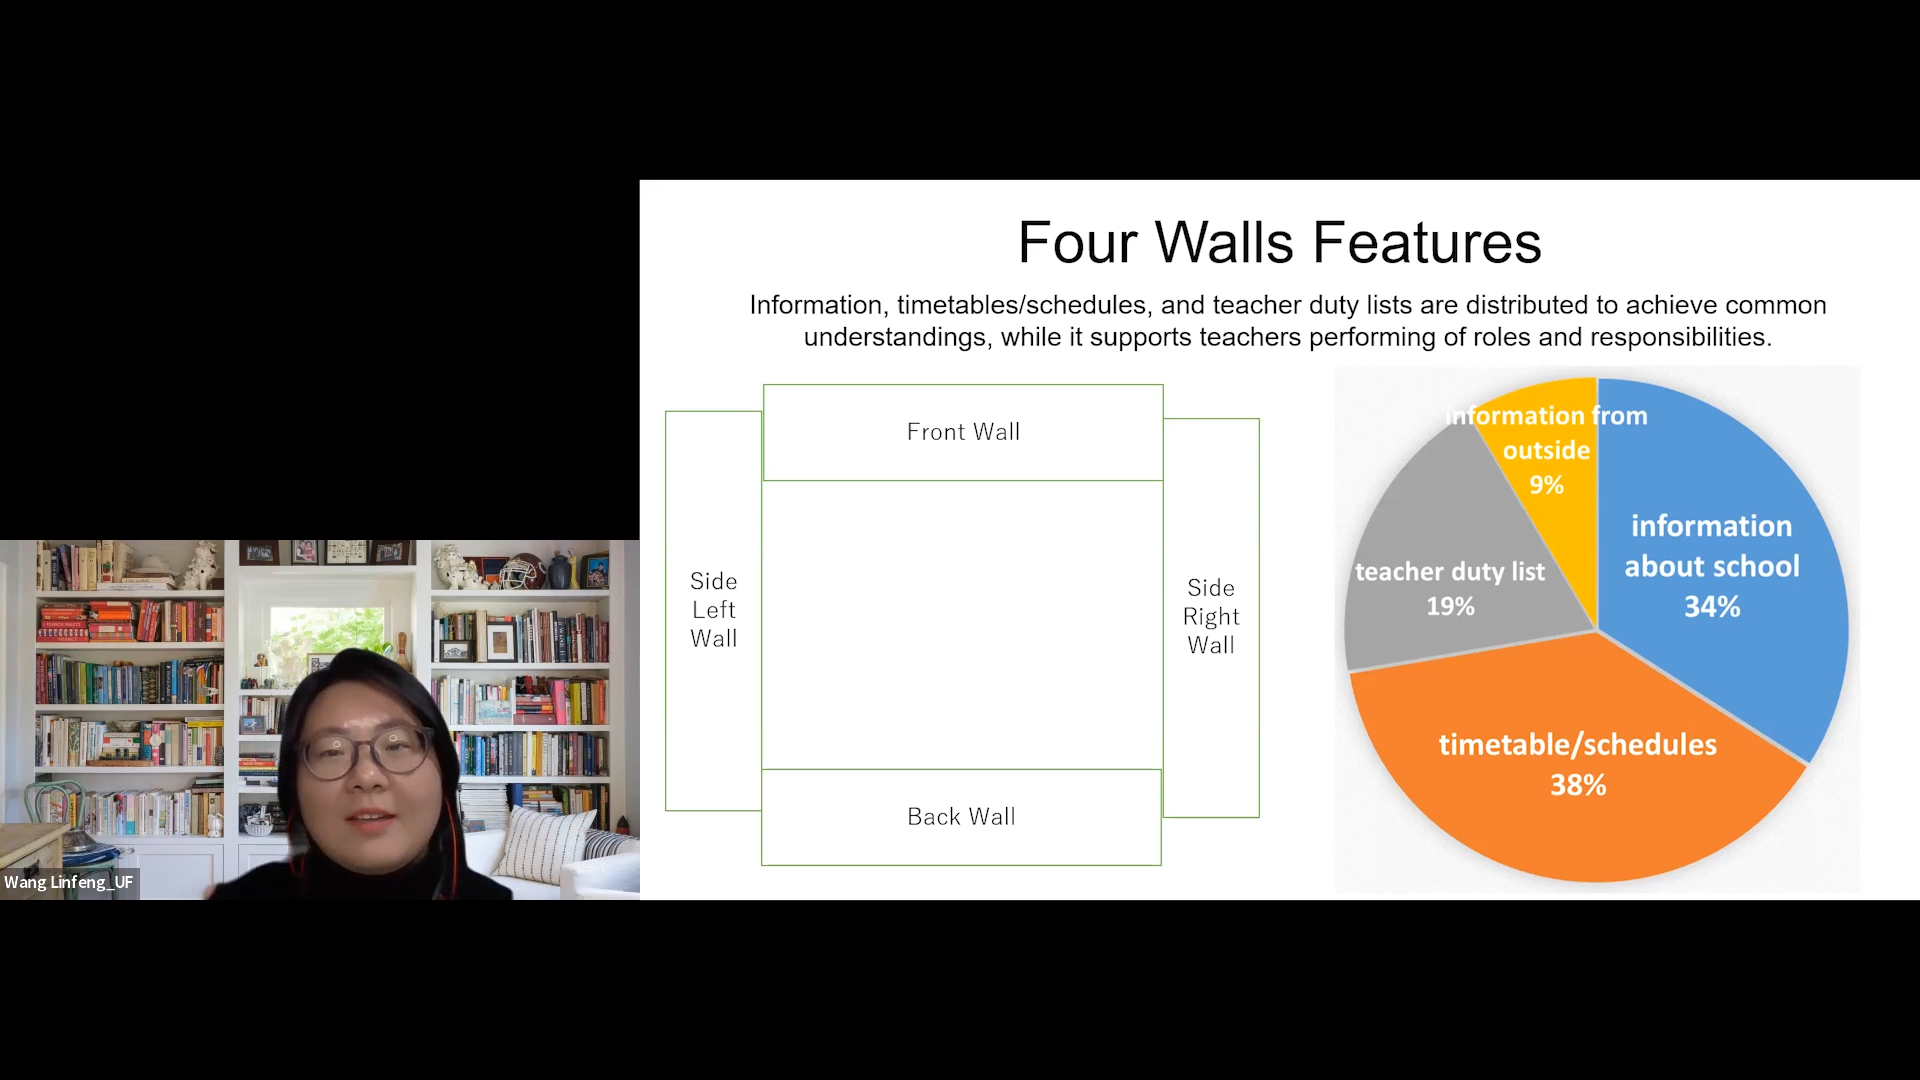 Four Walls Features
Information, timetables/schedules, and teacher duty lists are distributed to achieve common
understandings, while it supports teachers performing of roles and responsibilities.
Front Wall
Side
Left
Wall
Side
Right
Wall
Back Wall
information from
outside
9%
information
about school
34%
teacher duty list
19%
timetable/schedules
38%
Wang Linfeng_UF